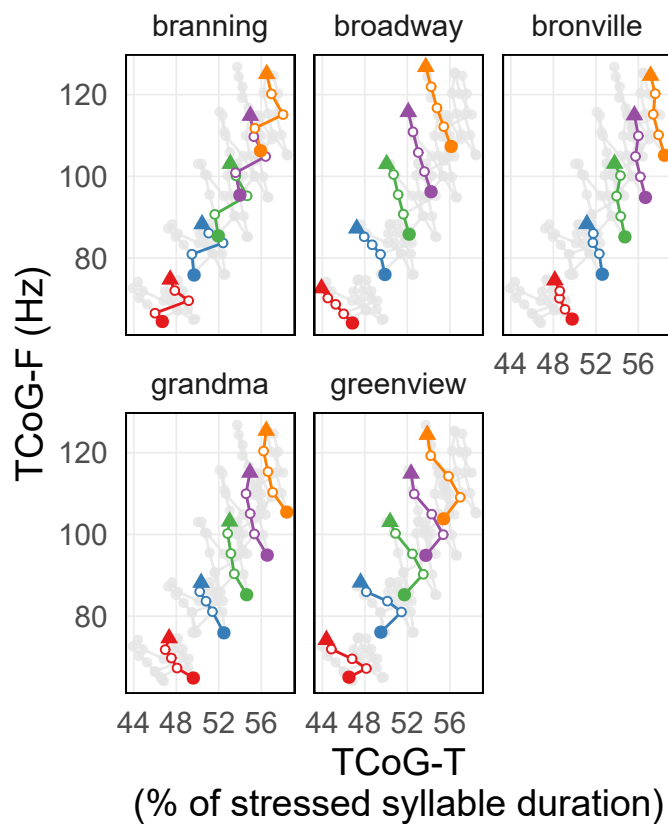 branning broadway bronville
120
100
80
44 48 52 56
grandma greenview
120
100
80
44 48 52 56 44 48 52 56
TCoG-F (Hz)
TCoG-T
(% of stressed syllable duration)